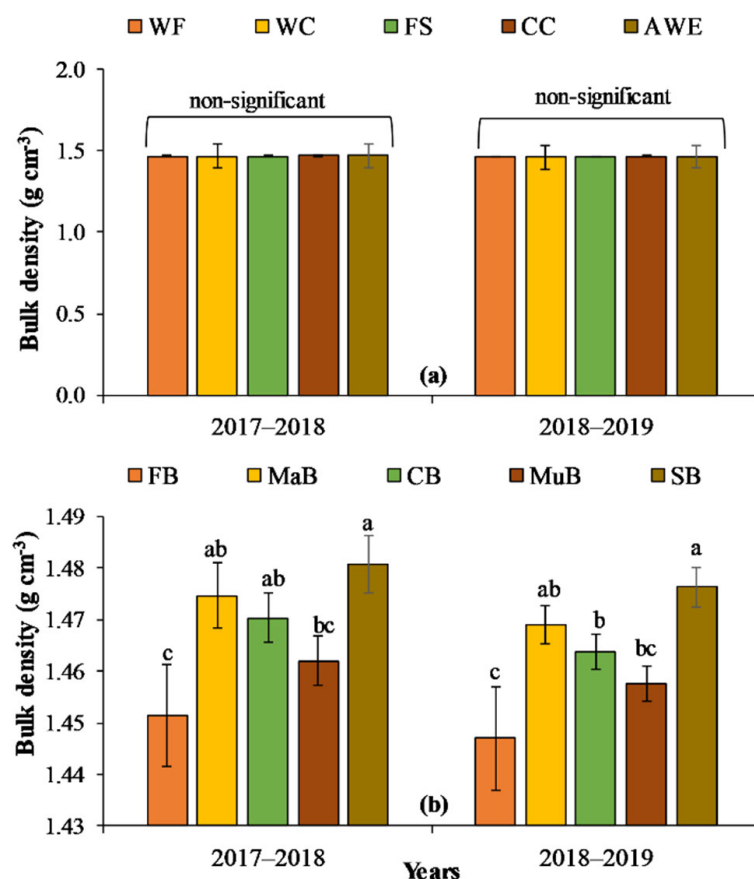 WF WC FS CC AWE
2.0
non-significant non-significant
1.5
1.0
0.5
0.0
Bulk density (g cm-3)
(a)
2017–2018 2018–2019
FB MaB CB MuB SB
1.49
1.48
1.47
1.46
1.45
1.44
1.43
Bulk density (g cm-3)
c ab ab bc a
c ab b bc a
(b)
2017–2018 2018–2019
Years